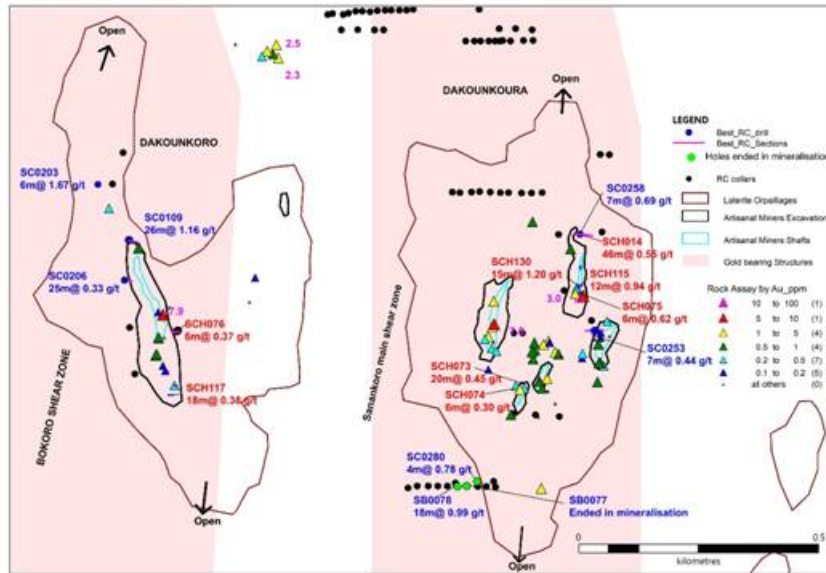 Open
2.5
2.3
DAKOUNKORO
SC0203
6m@ 1.67 g/t
SC0109
26m@ 1.16 g/t
SC0206
25m@ 0.33 g/t
7.9
SCH076
6m@ 0.37 g/t
SCH117
18m@ 0.38 g/t
BOKORO SHEAR ZONE
Open
DAKOUNKOURA
Open
SC0258
7m@ 0.69 g/t
SCH014
46m@ 0.55 g/t
SCH130
15m@ 1.20 g/t
SCH115
12m@ 0.94 g/t
3.0
SCH075
6m@ 0.62 g/t
SC0253
7m@ 0.44 g/t
SCH073
20m@ 0.45 g/t
SCH074
6m@ 0.30 g/t
Sanankoro main shear zone
SC0280
4m@ 0.78 g/t
SB0078
18m@ 0.99 g/t
SB0077
Ended in mineralisation
Open
LEGEND
Best_RC_drill
Best_RC_Sections
Holes ended in mineralisation
RC collars
Laterite Orpaillages
Artisanal Miners Excavation
Artisanal Miners Shafts
Gold bearing Structures
Rock Assay by Au_ppm
10 to 100 (1)
5 to 10 (1)
1 to 5 (4)
0.5 to 1 (4)
0.2 to 0.5 (7)
0.1 to 0.2 (5)
all others (0)
0 0.5
kilometres